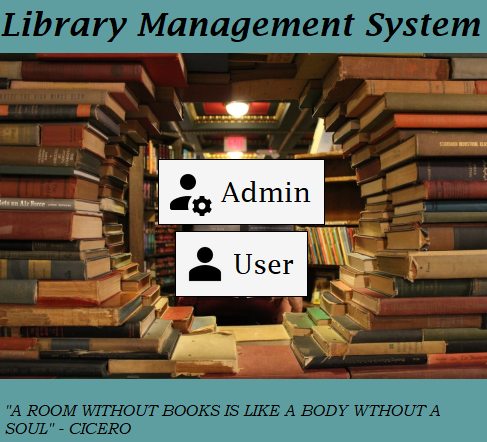 Library Management System
Admin
User
"A ROOM WITHOUT BOOKS IS LIKE A BODY WTHOUT A
SOUL" - CICERO